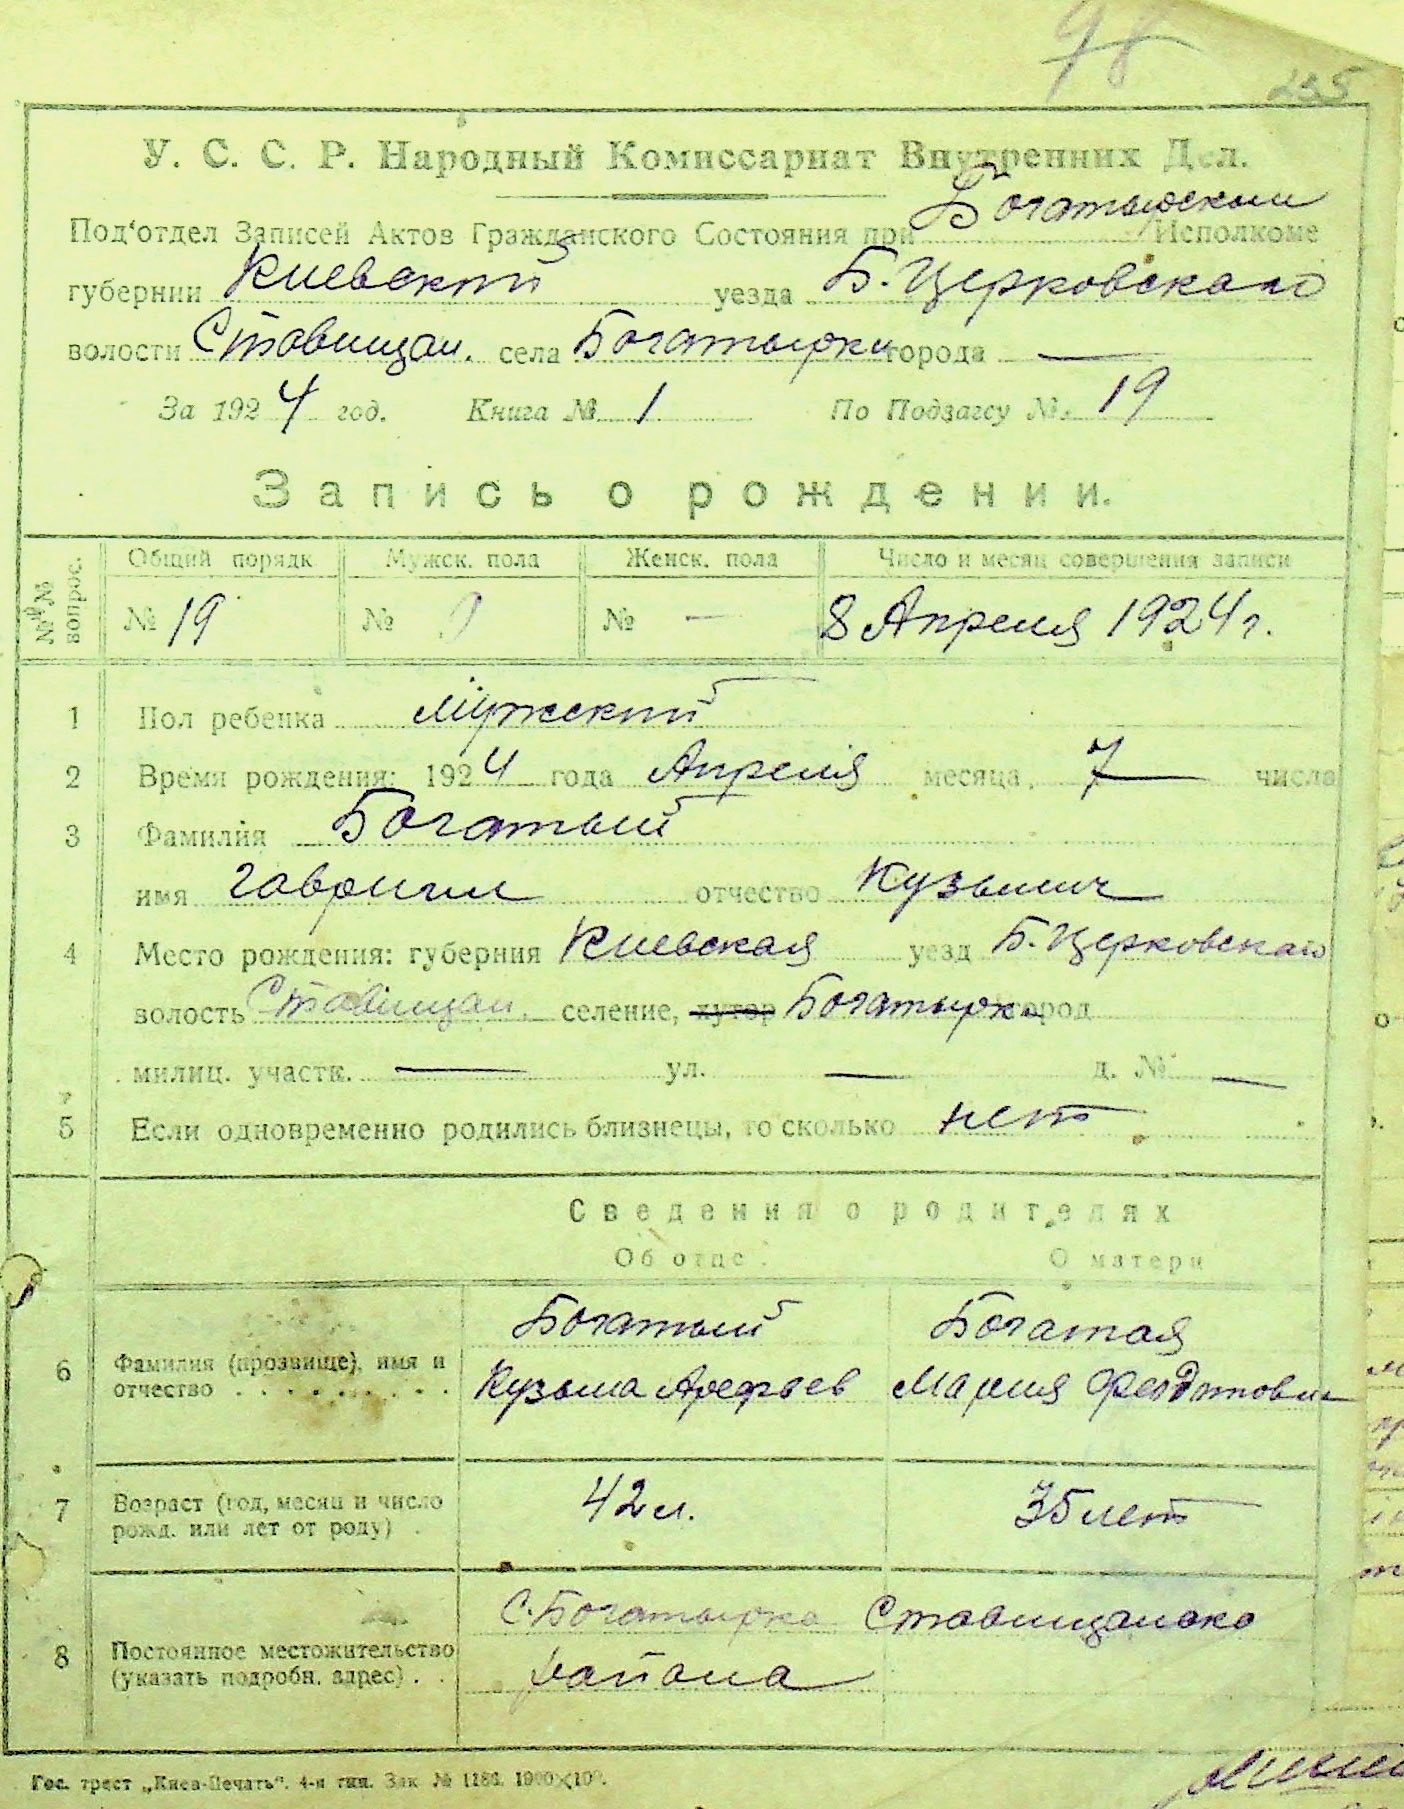 98
235
У. С. С. Р. Народный Комиссариат Внутренних Дел.
Под'отдел Записей Актов Гражданского Состояния при Богатырском Исполкоме
губернии Киевский уезда Б. Церковского
волости Ставищан. села Богатырки города —
За 1924 год. Книга № 1 По Подзагсу № 19
Запись о рождении.
№№ вопрос. Общий порядк Мужск. пола Женск. пола Число и месяц совершения записи
№ 19 № № — 8 Апреля 1924 г.
1 Пол ребенка Мужский
2 Время рождения: 1924 года Апреля месяца, 7 числа
3 Фамилия Богатый
имя Гавриил отчество Кузьмич
4 Место рождения: губерния Киевская уезд Б. Церковского
волость Ставищан. селение, хутор Богатырка город
милиц. участк. — ул. — д. № —
5 Если одновременно родились близнецы, то сколько нет
Сведения о родителях
Об отце. О матери
Богатый Богатая
6 Фамилия (прозвище), имя и отчество Кузьма Арефьев Мария Федотовна
7 Возраст (год, месяц и число рожд. или лет от роду) 42 л. 35 лет
С. Богатырка Ставищанско
8 Постоянное местожительство (указать подробн. адрес) района
Гос. трест „Киев-Печать“. 4-я тип. Зак № 1186. 1000×100.